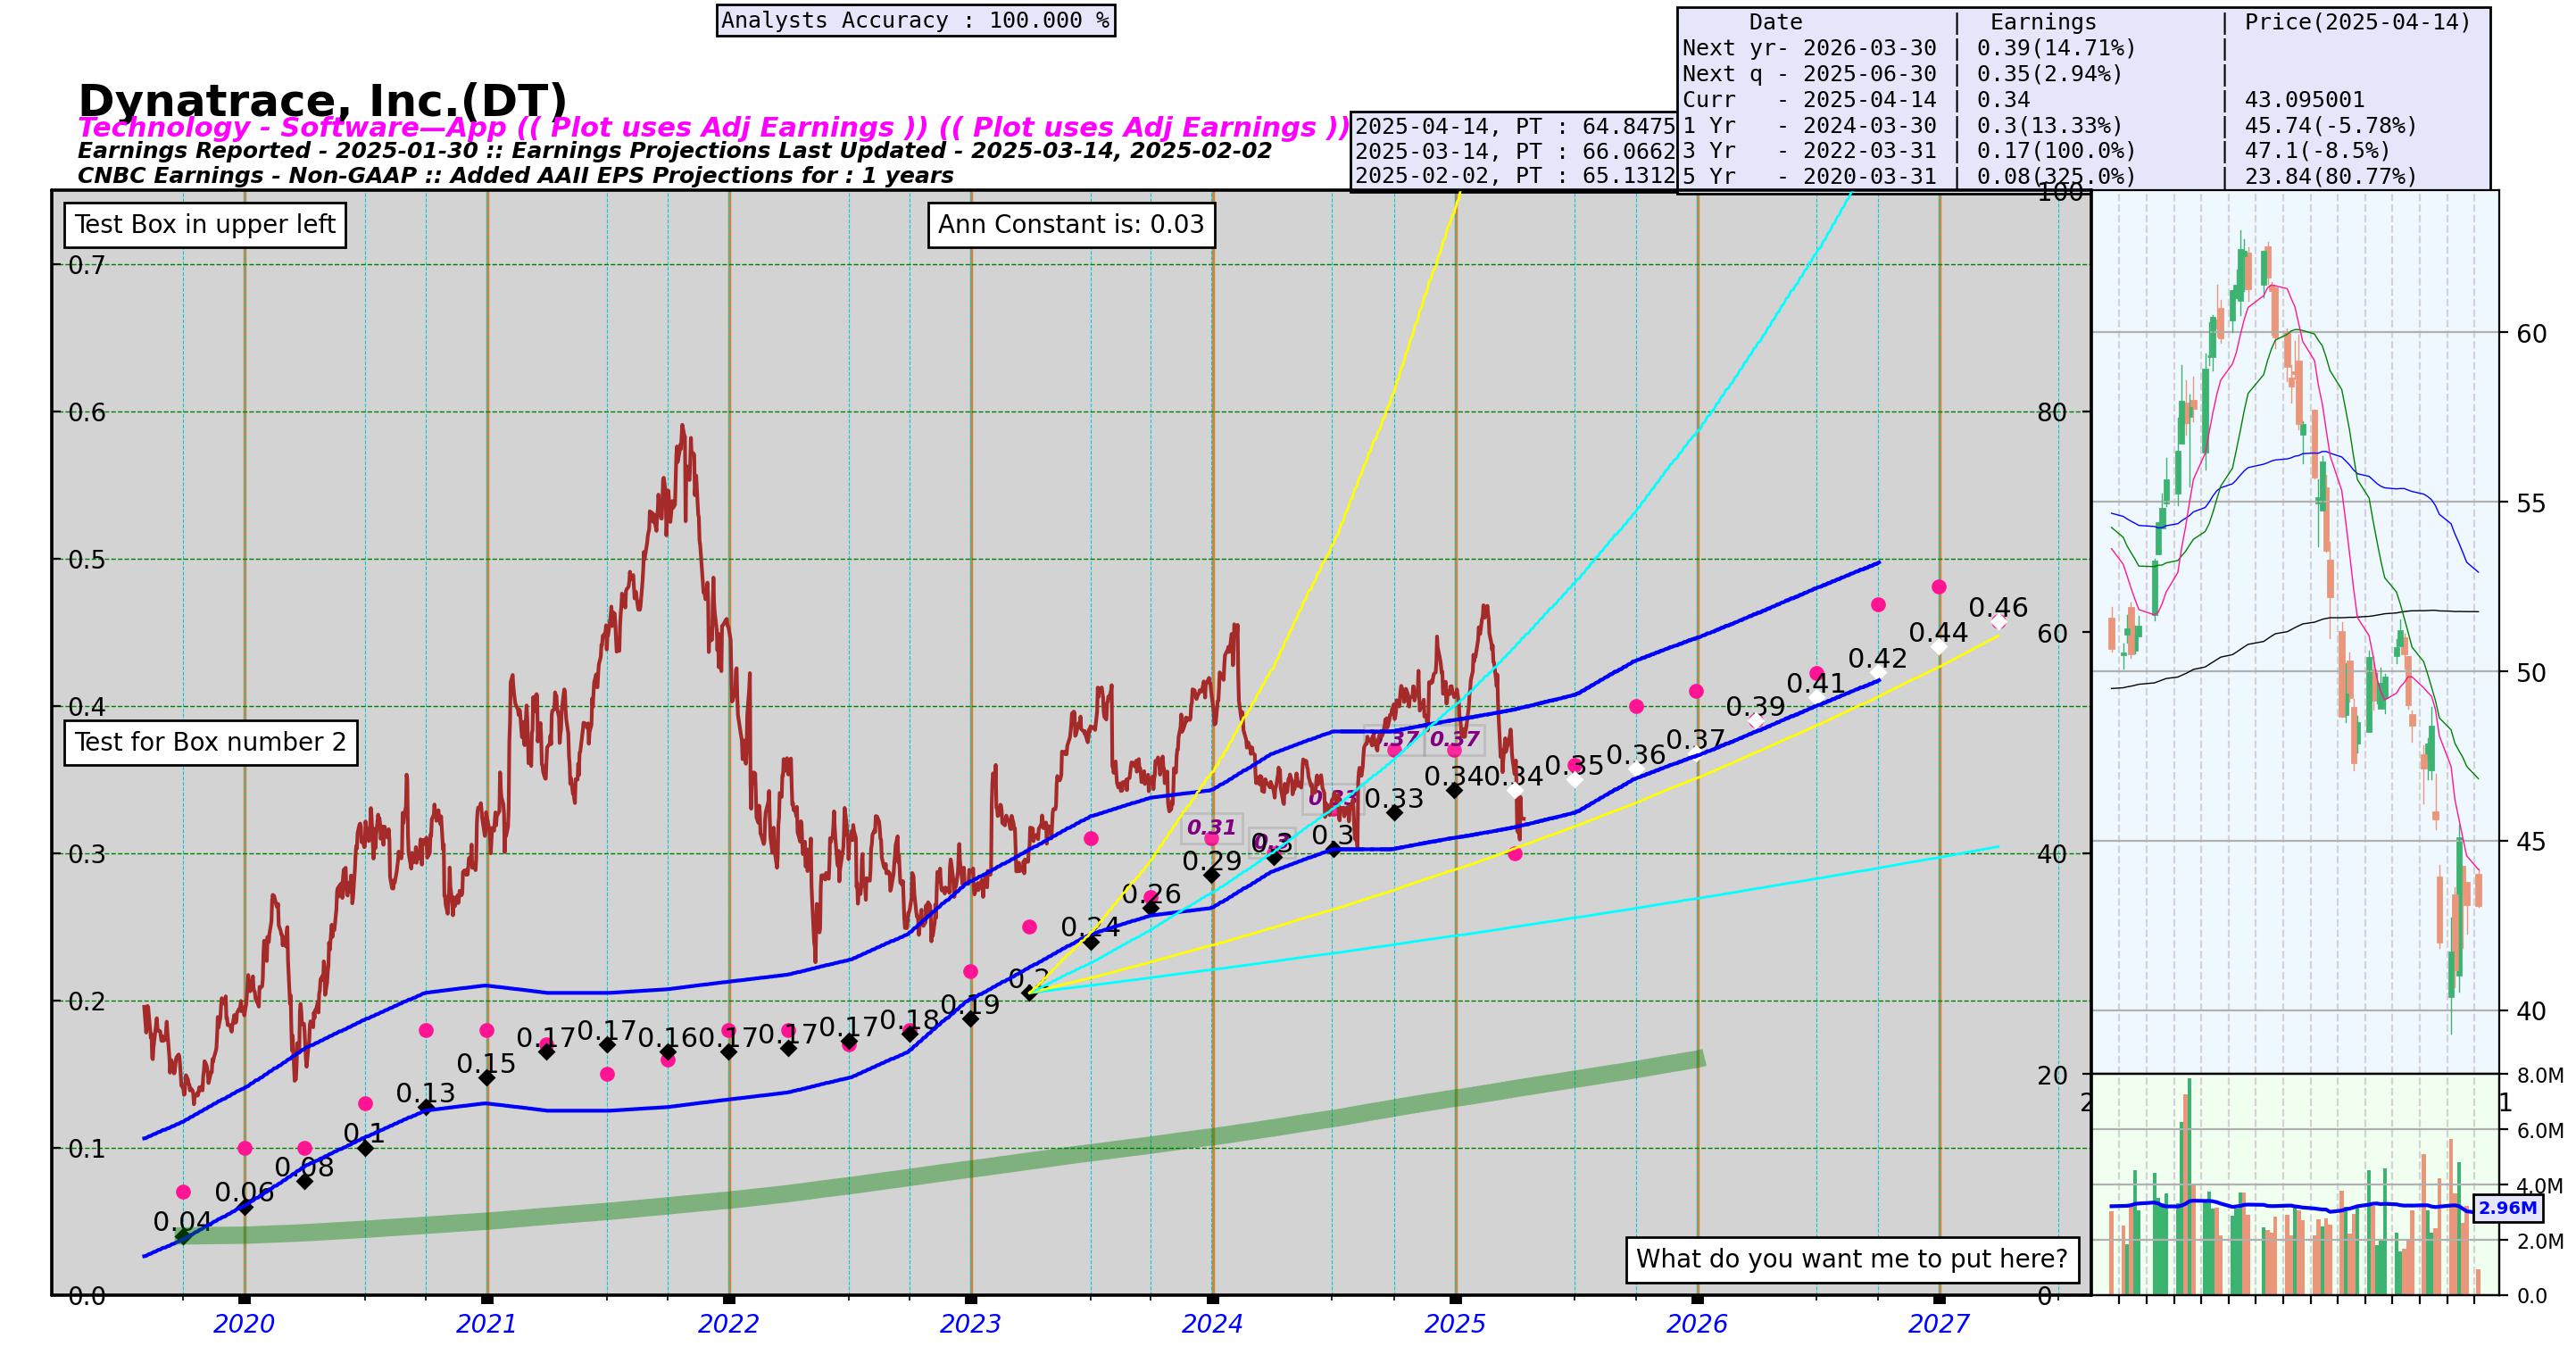 Analysts Accuracy : 100.000 %
Date | Earnings | Price(2025-04-14)
Next yr- 2026-03-30 | 0.39(14.71%) |
Next q - 2025-06-30 | 0.35(2.94%) |
Curr - 2025-04-14 | 0.34 | 43.095001
1 Yr - 2024-03-30 | 0.3(13.33%) | 45.74(-5.78%)
3 Yr - 2022-03-31 | 0.17(100.0%) | 47.1(-8.5%)
5 Yr - 2020-03-31 | 0.08(325.0%) | 23.84(80.77%)
Dynatrace, Inc.(DT)
Technology - Software—App (( Plot uses Adj Earnings )) (( Plot uses Adj Earnings ))
Earnings Reported - 2025-01-30 :: Earnings Projections Last Updated - 2025-03-14, 2025-02-02
CNBC Earnings - Non-GAAP :: Added AAII EPS Projections for : 1 years
2025-04-14, PT : 64.8475
2025-03-14, PT : 66.0662
2025-02-02, PT : 65.1312
Test Box in upper left
Ann Constant is: 0.03
Test for Box number 2
What do you want me to put here?
0.7
0.6
0.5
0.4
0.3
0.2
0.1
0.0
100
80
60
40
20
0
0.04
0.06
0.08
0.1
0.13
0.15
0.17
0.17
0.16
0.17
0.17
0.17
0.18
0.19
0.2
0.24
0.26
0.29
0.3
0.3
0.33
0.34
0.34
0.35
0.36
0.37
0.39
0.41
0.42
0.44
0.46
0.31
0.3
0.33
0.37
0.37
60
55
50
45
40
8.0M
6.0M
4.0M
2.96M
2.0M
0.0
2
1
2020
2021
2022
2023
2024
2025
2026
2027